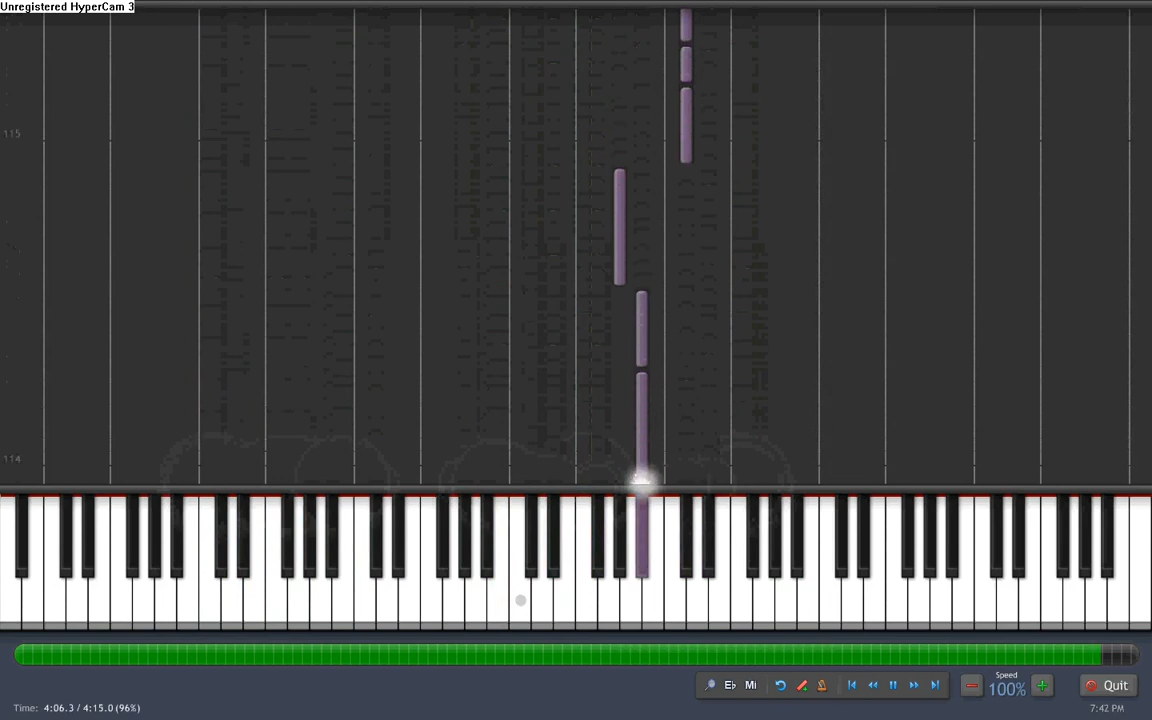 Unregistered HyperCam 3
115
114
E♭ Mi
Speed
100%
Quit
Time: 4:06.3 / 4:15.0 (96%)
7:42 PM